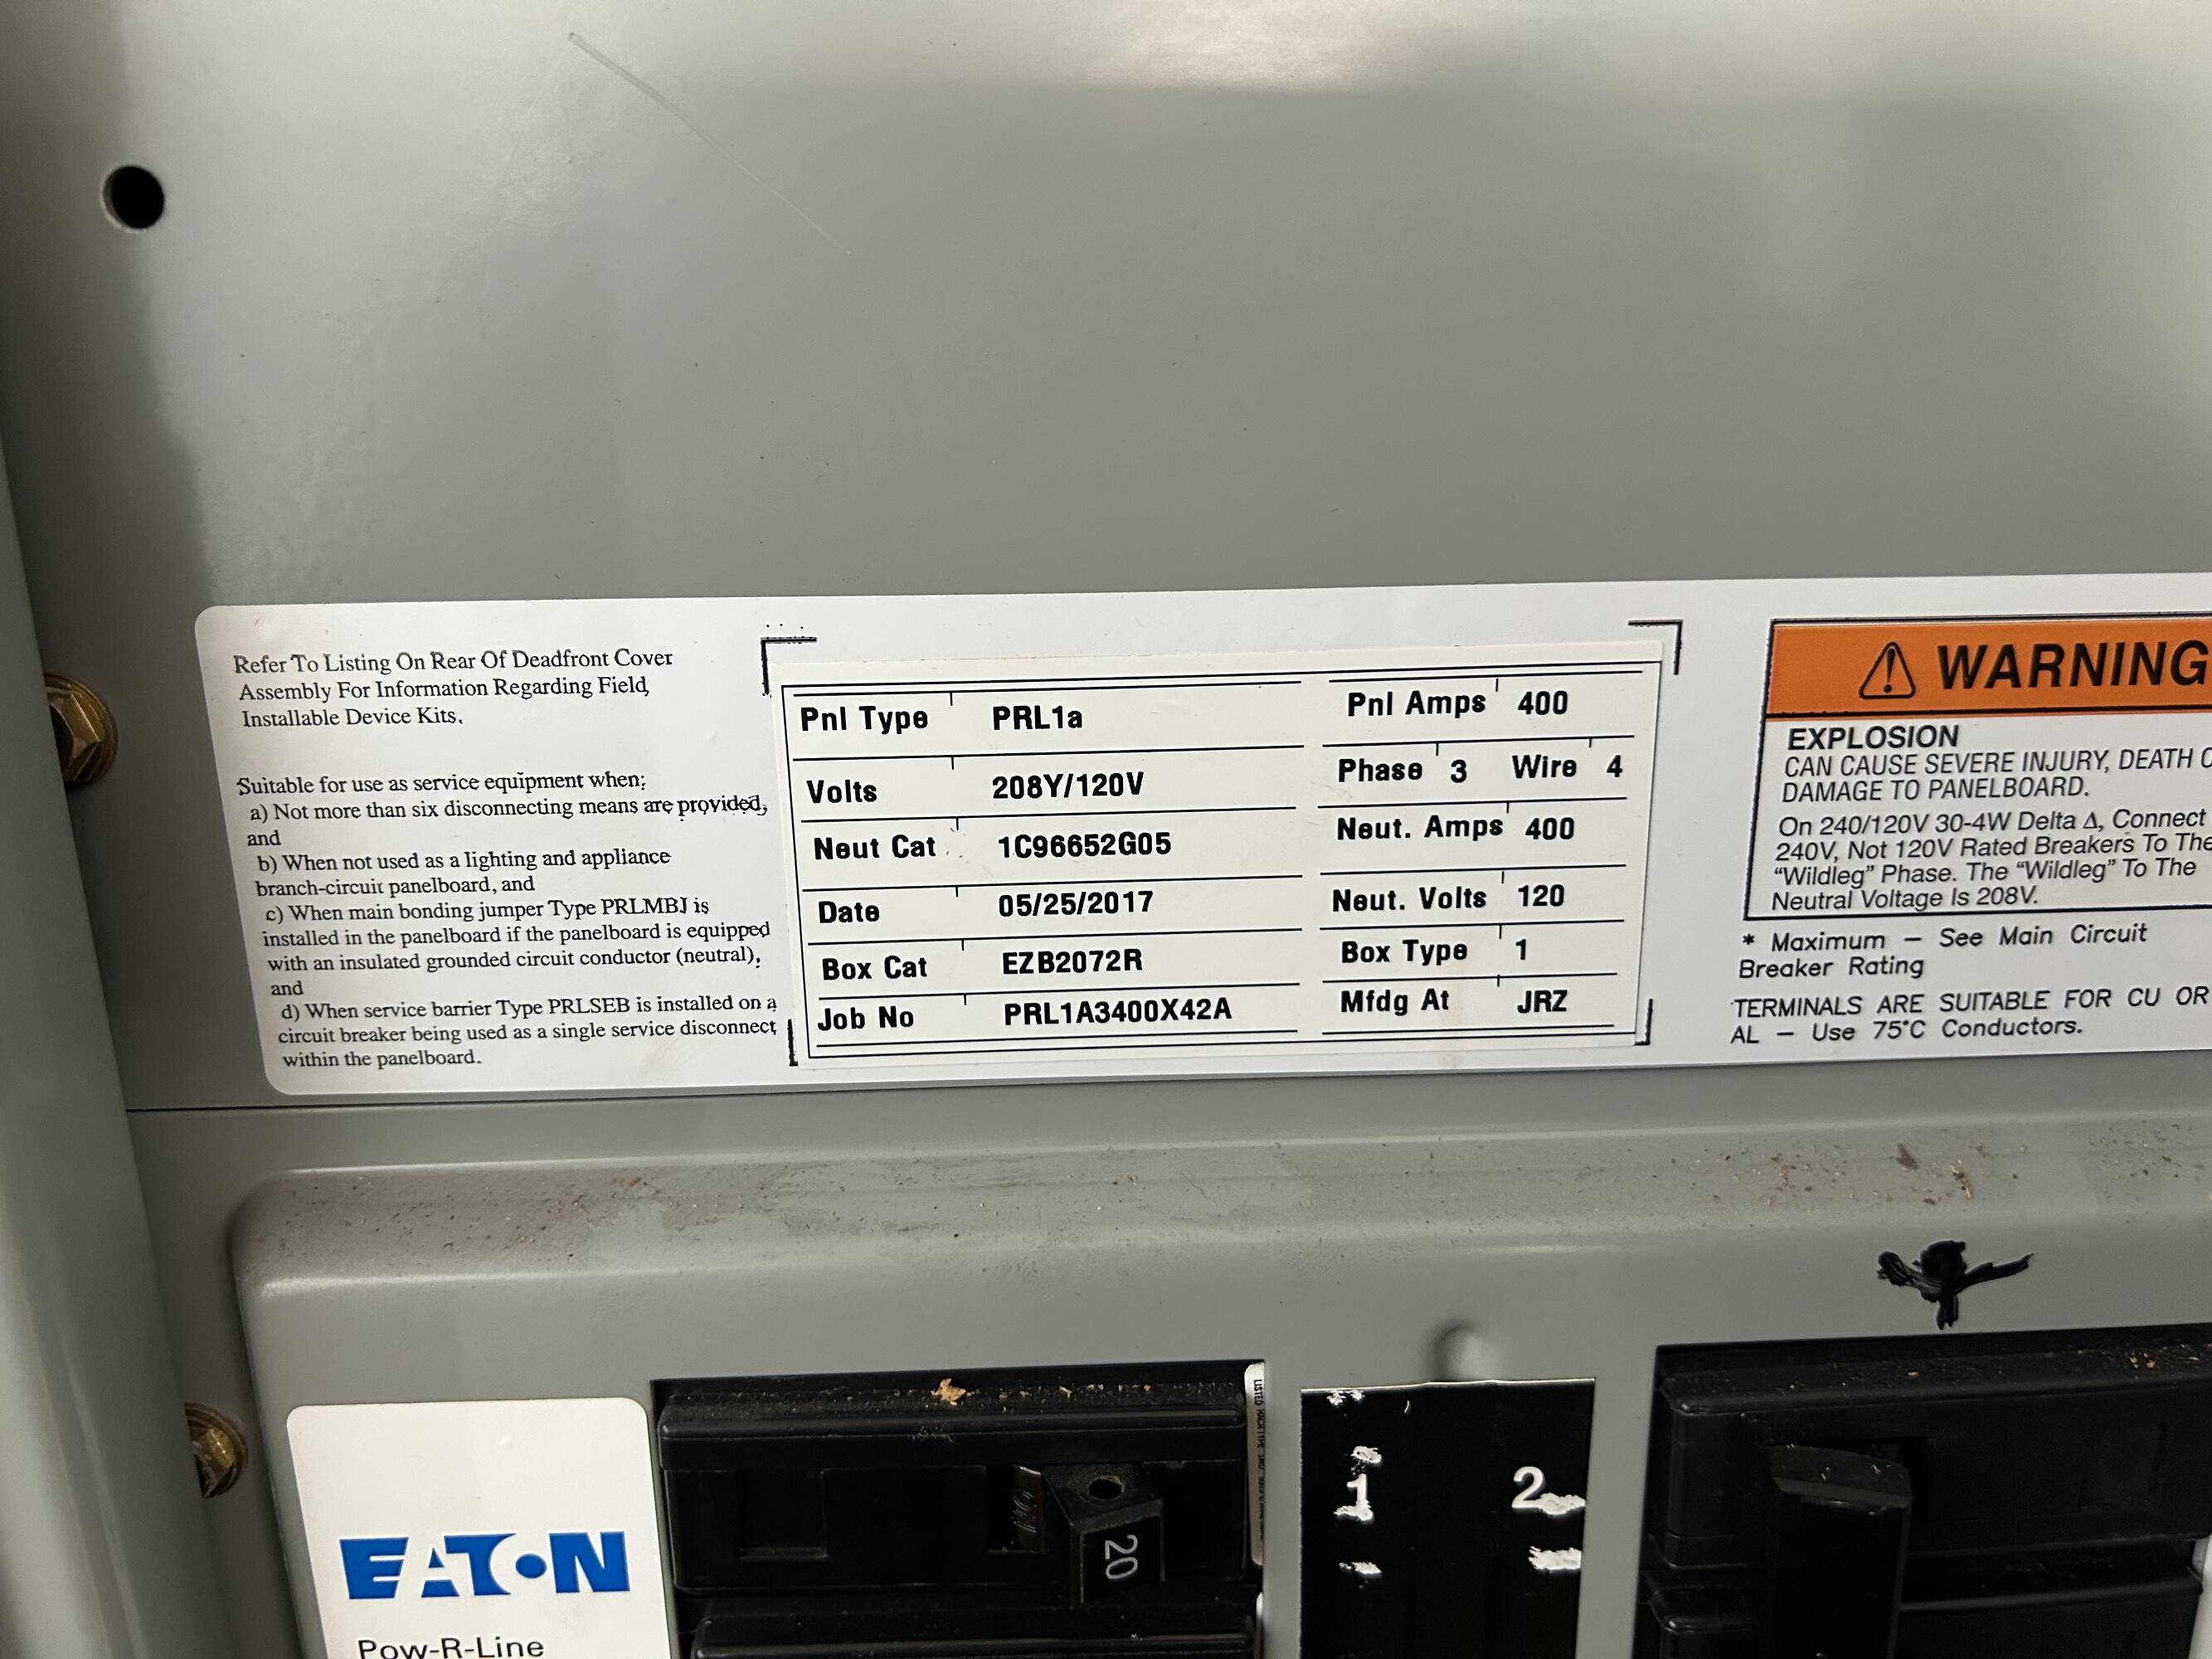 Refer To Listing On Rear Of Deadfront Cover
Assembly For Information Regarding Field
Installable Device Kits.
Suitable for use as service equipment when:
a) Not more than six disconnecting means are provided,
and
b) When not used as a lighting and appliance
branch-circuit panelboard, and
c) When main bonding jumper Type PRLMBJ is
installed in the panelboard if the panelboard is equipped
with an insulated grounded circuit conductor (neutral);
and
d) When service barrier Type PRLSEB is installed on a
circuit breaker being used as a single service disconnect
within the panelboard.
Pnl Type PRL1a
Volts 208Y/120V
Neut Cat 1C96652G05
Date 05/25/2017
Box Cat EZB2072R
Job No PRL1A3400X42A
Pnl Amps 400
Phase 3 Wire 4
Neut. Amps 400
Neut. Volts 120
Box Type 1
Mfdg At JRZ
WARNING
EXPLOSION
CAN CAUSE SEVERE INJURY, DEATH O
DAMAGE TO PANELBOARD.
On 240/120V 30-4W Delta Δ, Connect
240V, Not 120V Rated Breakers To The
"Wildleg" Phase. The "Wildleg" To The
Neutral Voltage Is 208V.
* Maximum – See Main Circuit
Breaker Rating
TERMINALS ARE SUITABLE FOR CU OR
AL – Use 75°C Conductors.
EATON
Pow-R-Line
ON
20
1 2